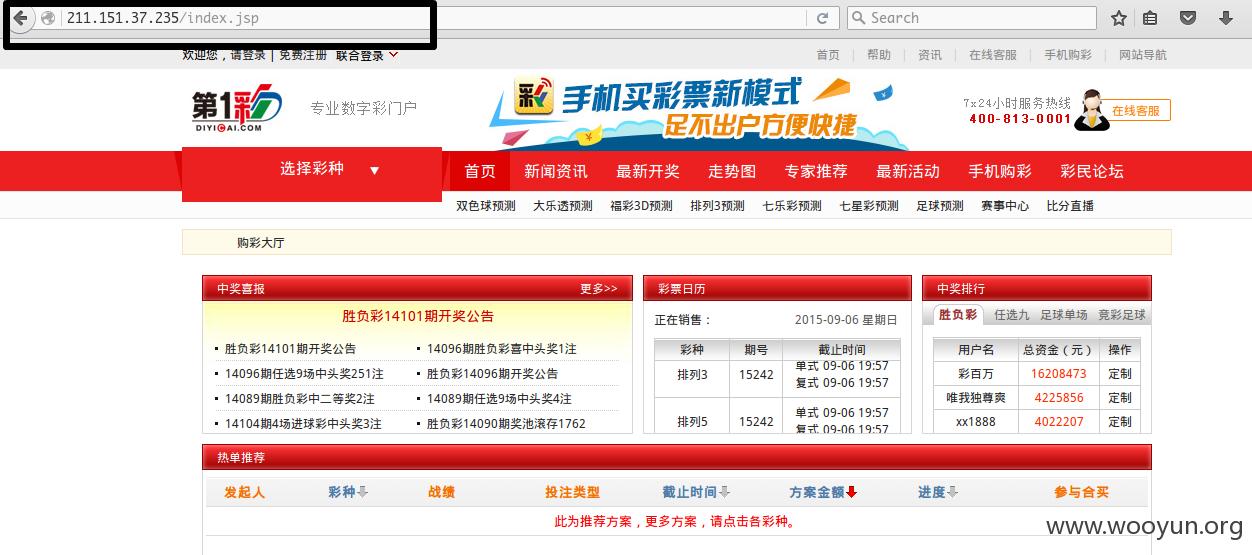 211.151.37.235/index.jsp
Search
欢迎您，请登录 | 免费注册 联合登录
首页 帮助 资讯 在线客服 手机购彩 网站导航
第1彩
DIYICAI.COM
专业数字彩门户
彩
手机买彩票新模式
足不出户方便快捷
7x24小时服务热线
400-813-0001
在线客服
选择彩种 ▼
首页 新闻资讯 最新开奖 走势图 专家推荐 最新活动 手机购彩 彩民论坛
双色球预测 大乐透预测 福彩3D预测 排列3预测 七乐彩预测 七星彩预测 足球预测 赛事中心 比分直播
购彩大厅
中奖喜报 更多>>
胜负彩14101期开奖公告
胜负彩14101期开奖公告 14096期胜负彩喜中头奖1注
14096期任选9场中头奖251注 胜负彩14096期开奖公告
14089期胜负彩中二等奖2注 14089期任选9场中头奖4注
14104期4场进球彩中头奖3注 胜负彩14090期奖池滚存1762
彩票日历
正在销售： 2015-09-06 星期日
彩种 期号 截止时间
排列3 15242 单式 09-06 19:57
复式 09-06 19:57
排列5 15242 单式 09-06 19:57
复式 09-06 19:57
中奖排行
胜负彩 任选九 足球单场 竞彩足球
用户名 总资金（元） 操作
彩百万 16208473 定制
唯我独尊爽 4225856 定制
xx1888 4022207 定制
热单推荐
发起人 彩种 战绩 投注类型 截止时间 方案金额 进度 参与合买
此为推荐方案，更多方案，请点击各彩种。
www.wooyun.org